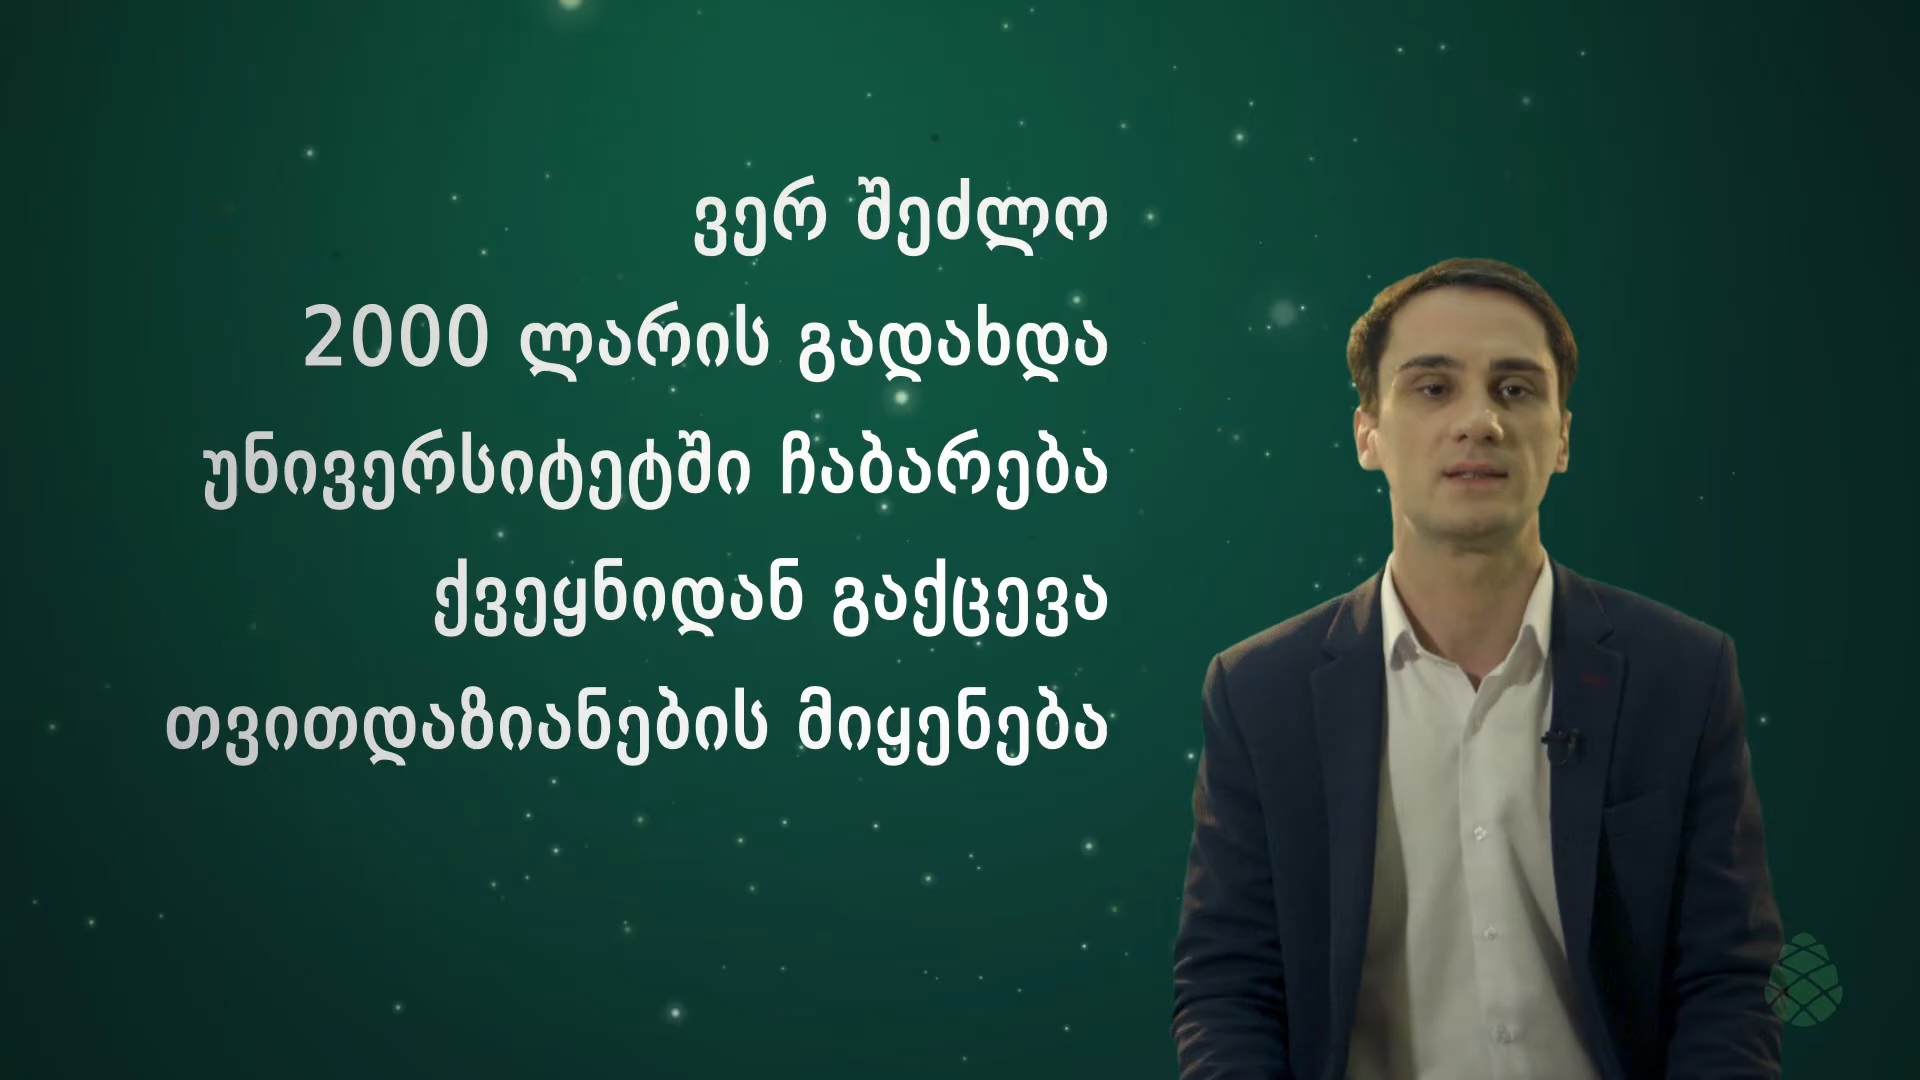 ვერ შეძლო
2000 ლარის გადახდა
უნივერსიტეტში ჩაბარება
ქვეყნიდან გაქცევა
თვითდაზიანების მიყენება